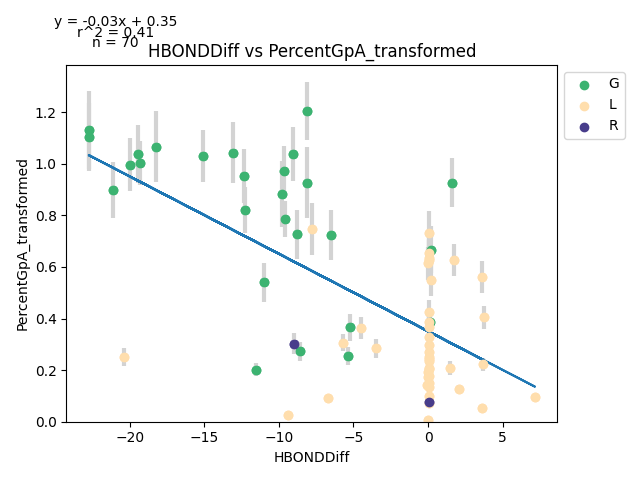 y = -0.03x + 0.35
r^2 = 0.41
n = 70
HBONDDiff vs PercentGpA_transformed
G
L
R
PercentGpA_transformed
1.2
1.0
0.8
0.6
0.4
0.2
0.0
−20
−15
−10
−5
0
5
HBONDDiff